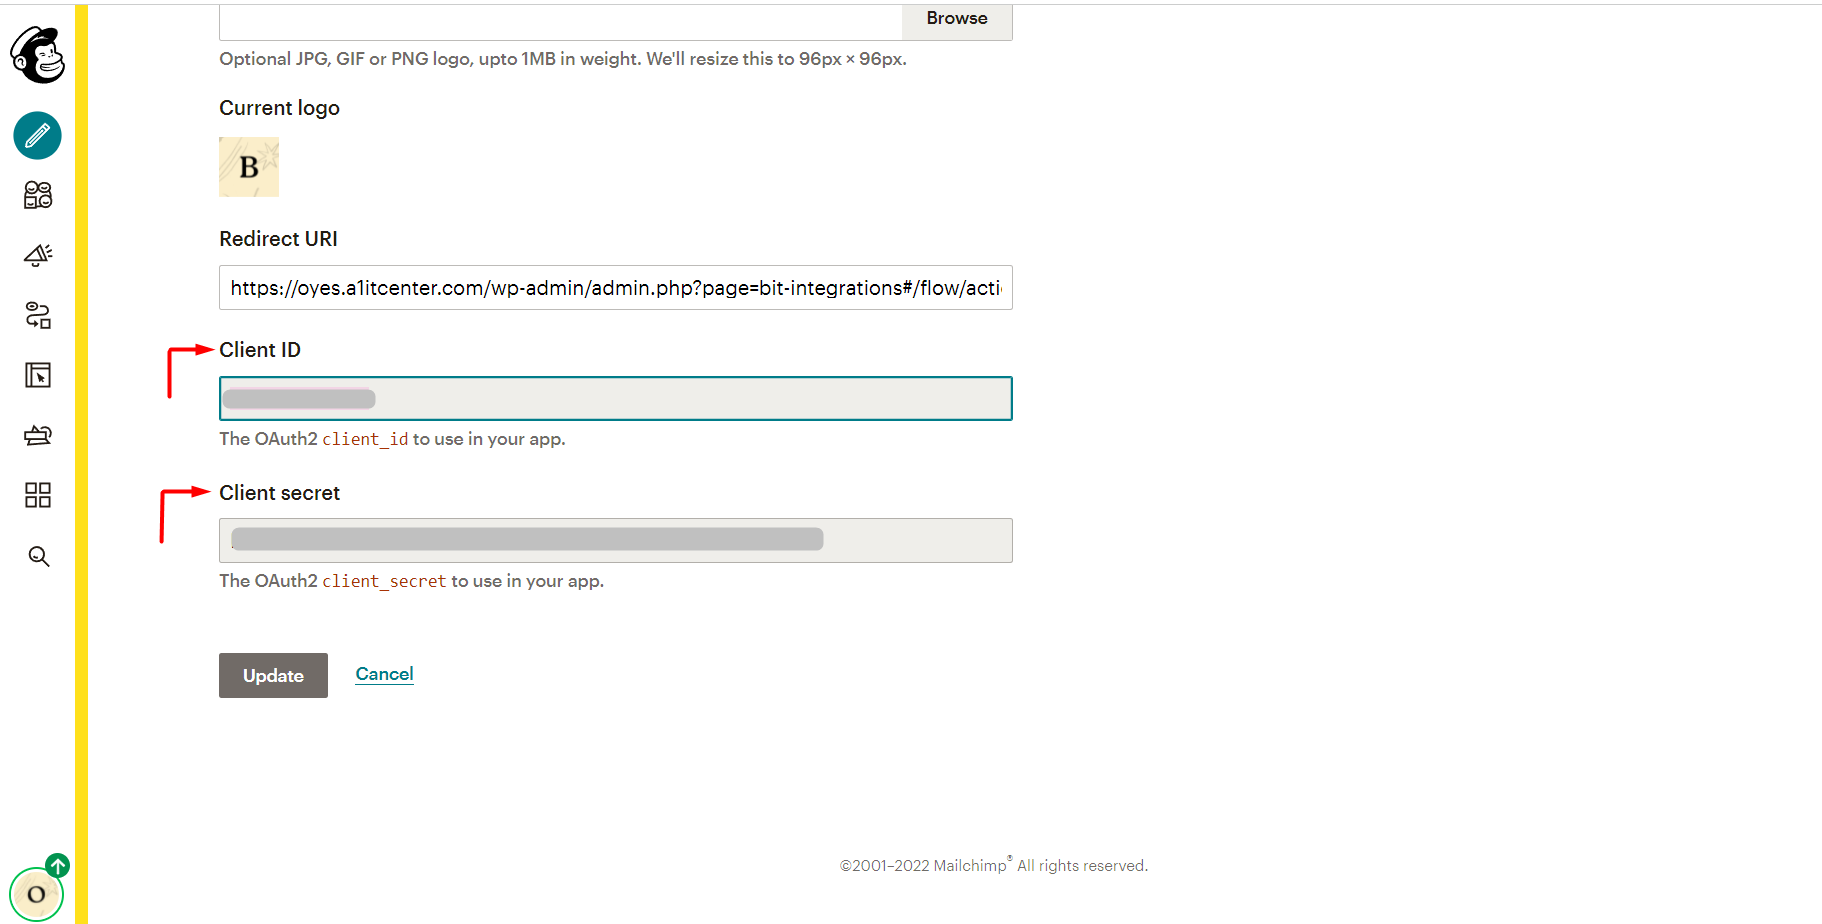 Browse
Optional JPG, GIF or PNG logo, upto 1MB in weight. We'll resize this to 96px × 96px.
Current logo
B
Redirect URI
https://oyes.a1itcenter.com/wp-admin/admin.php?page=bit-integrations#/flow/acti
Client ID
The OAuth2 client_id to use in your app.
Client secret
The OAuth2 client_secret to use in your app.
Update
Cancel
©2001-2022 Mailchimp® All rights reserved.
O